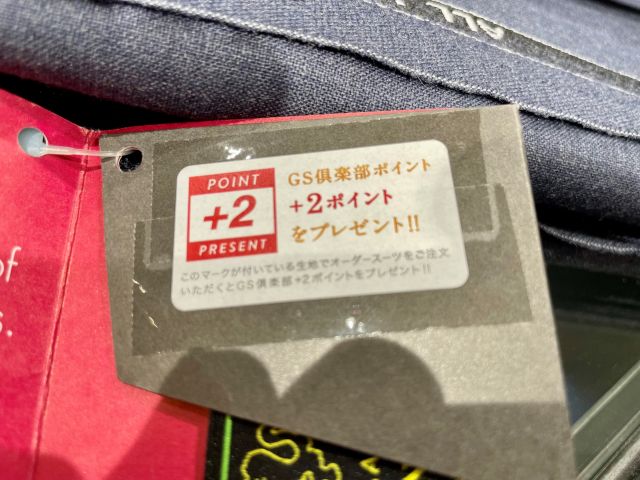 POINT
+2
PRESENT
GS倶楽部ポイント
+2ポイント
をプレゼント!!
このマークが付いている生地でオーダースーツをご注文
いただくとGS倶楽部+2ポイントをプレゼント!!
of
s.